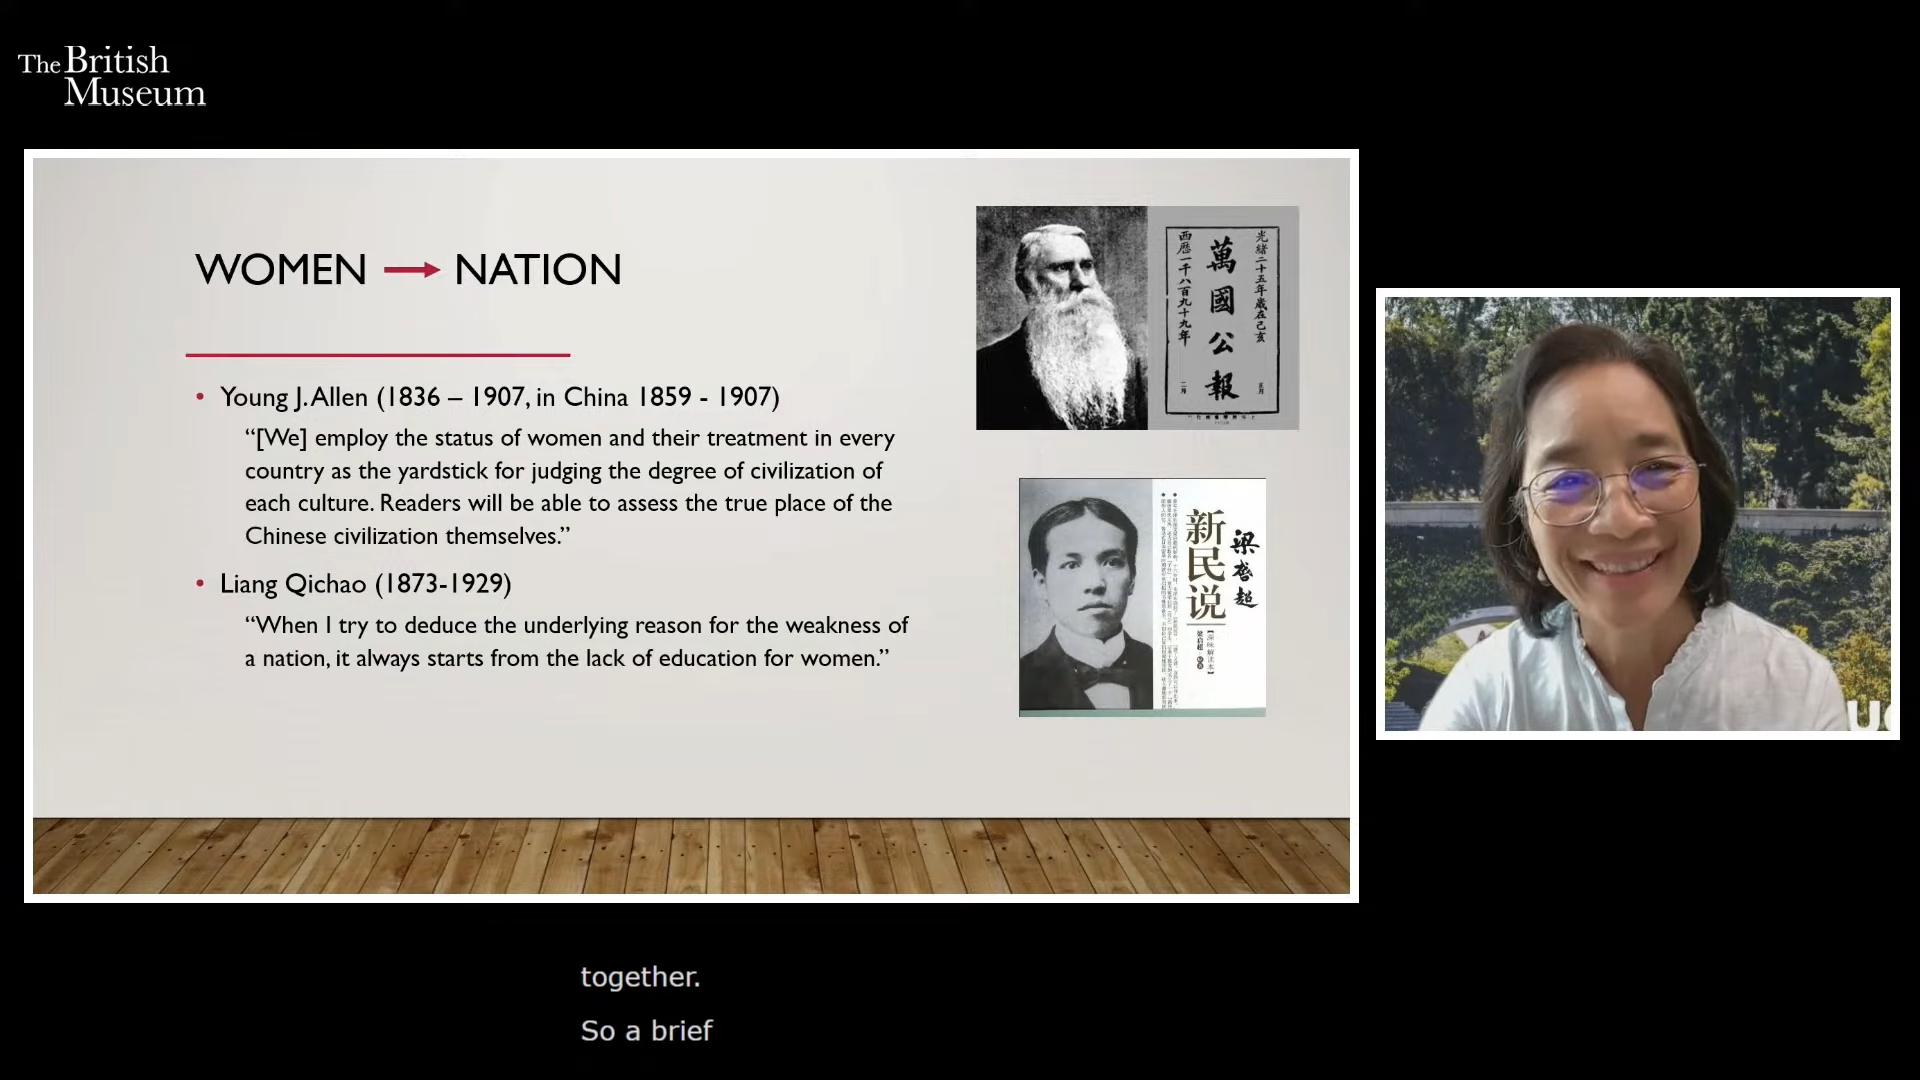 The British
Museum
WOMEN → NATION
• Young J. Allen (1836 – 1907, in China 1859 - 1907)
“[We] employ the status of women and their treatment in every
country as the yardstick for judging the degree of civilization of
each culture. Readers will be able to assess the true place of the
Chinese civilization themselves.”
• Liang Qichao (1873-1929)
“When I try to deduce the underlying reason for the weakness of
a nation, it always starts from the lack of education for women.”
光緒二十五年歲在己亥
萬國公報
西歷一千八百九十九年
梁啓超
新民说
together.
So a brief